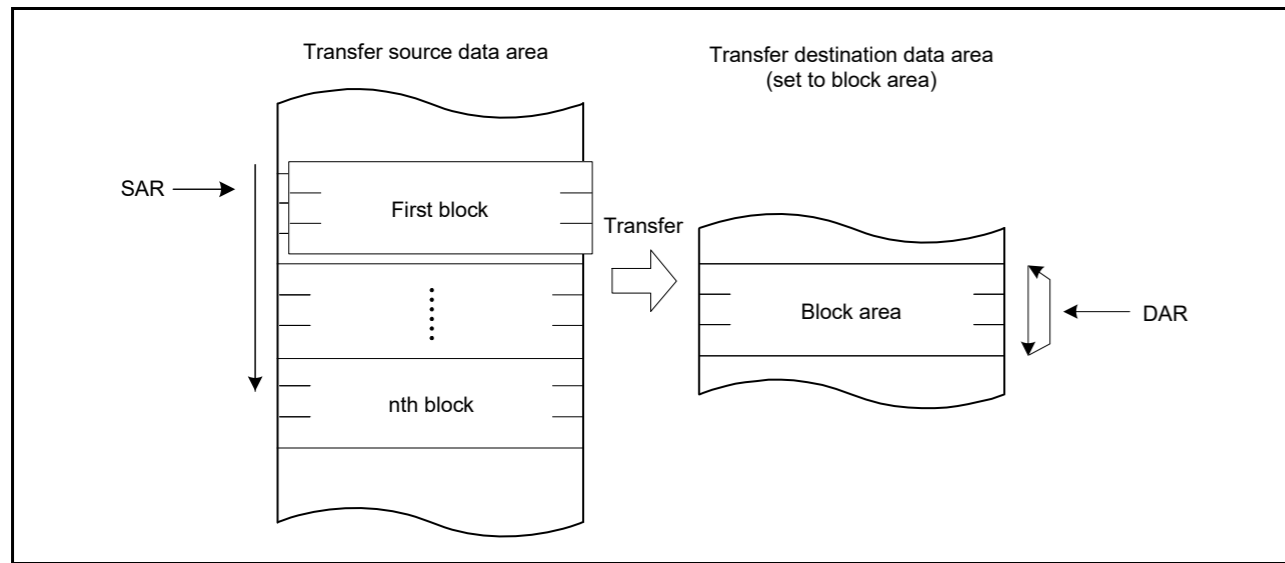 Transfer source data area
Transfer destination data area
(set to block area)
SAR
First block
Transfer
Block area
DAR
nth block